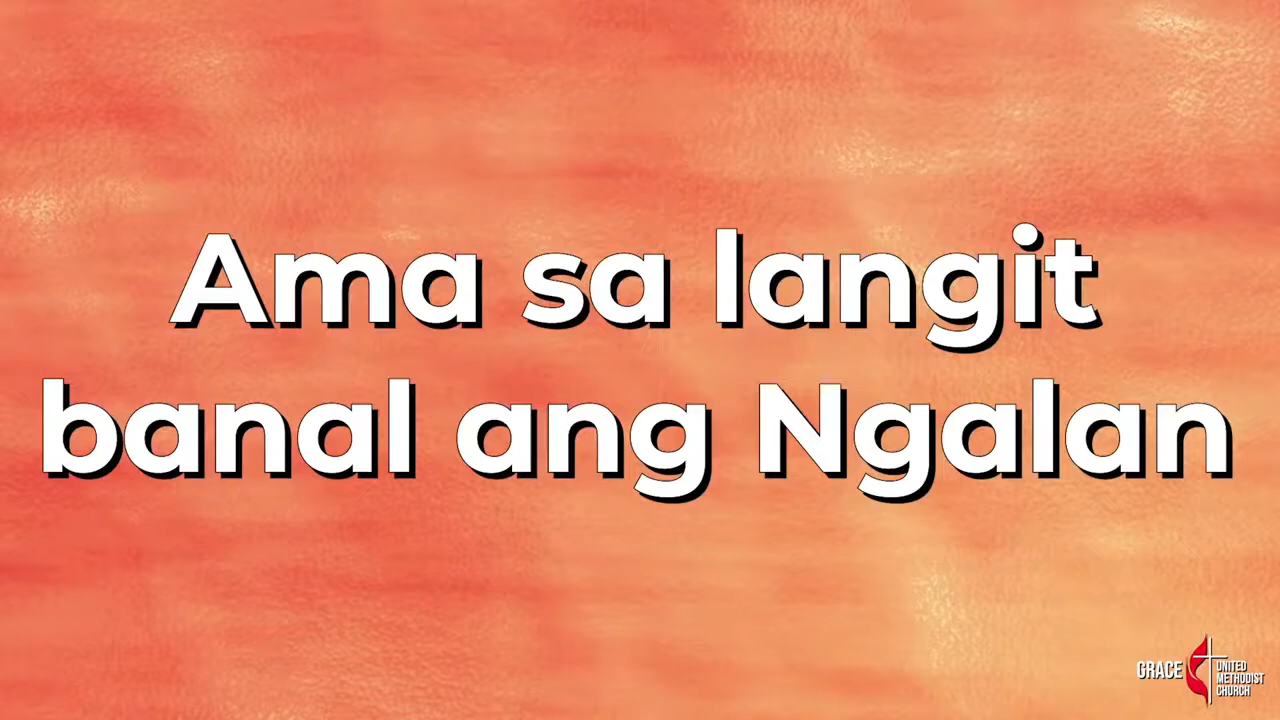 Ama sa langit
banal ang Ngalan
GRACE
UNITED
METHODIST
CHURCH